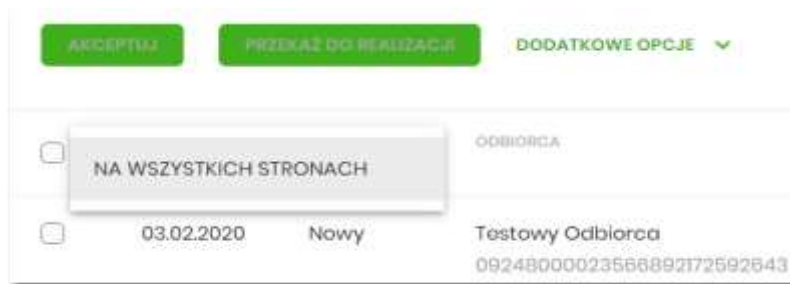 AKCEPTUJ PRZEKAŻ DO REALIZACJI DODATKOWE OPCJE
NA WSZYSTKICH STRONACH ODBIORCA
03.02.2020 Nowy Testowy Odbiorca
09248000023566892172592643